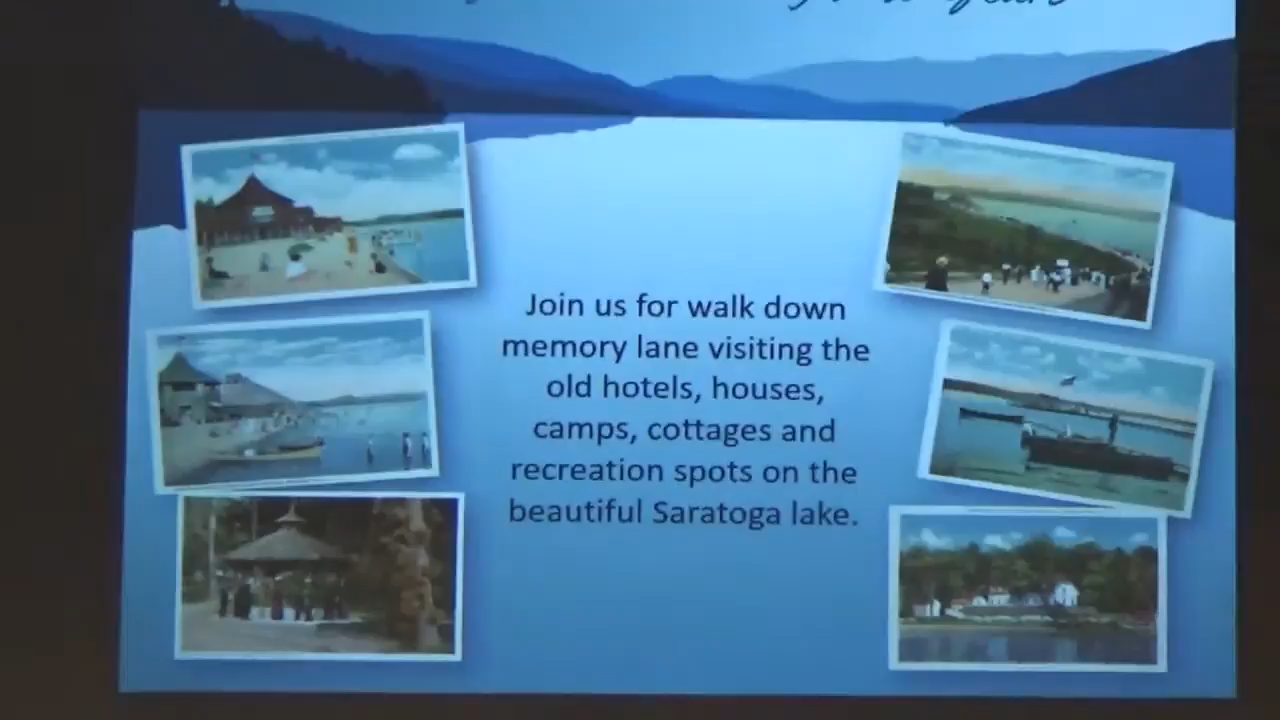 Join us for walk down
memory lane visiting the
old hotels, houses,
camps, cottages and
recreation spots on the
beautiful Saratoga lake.